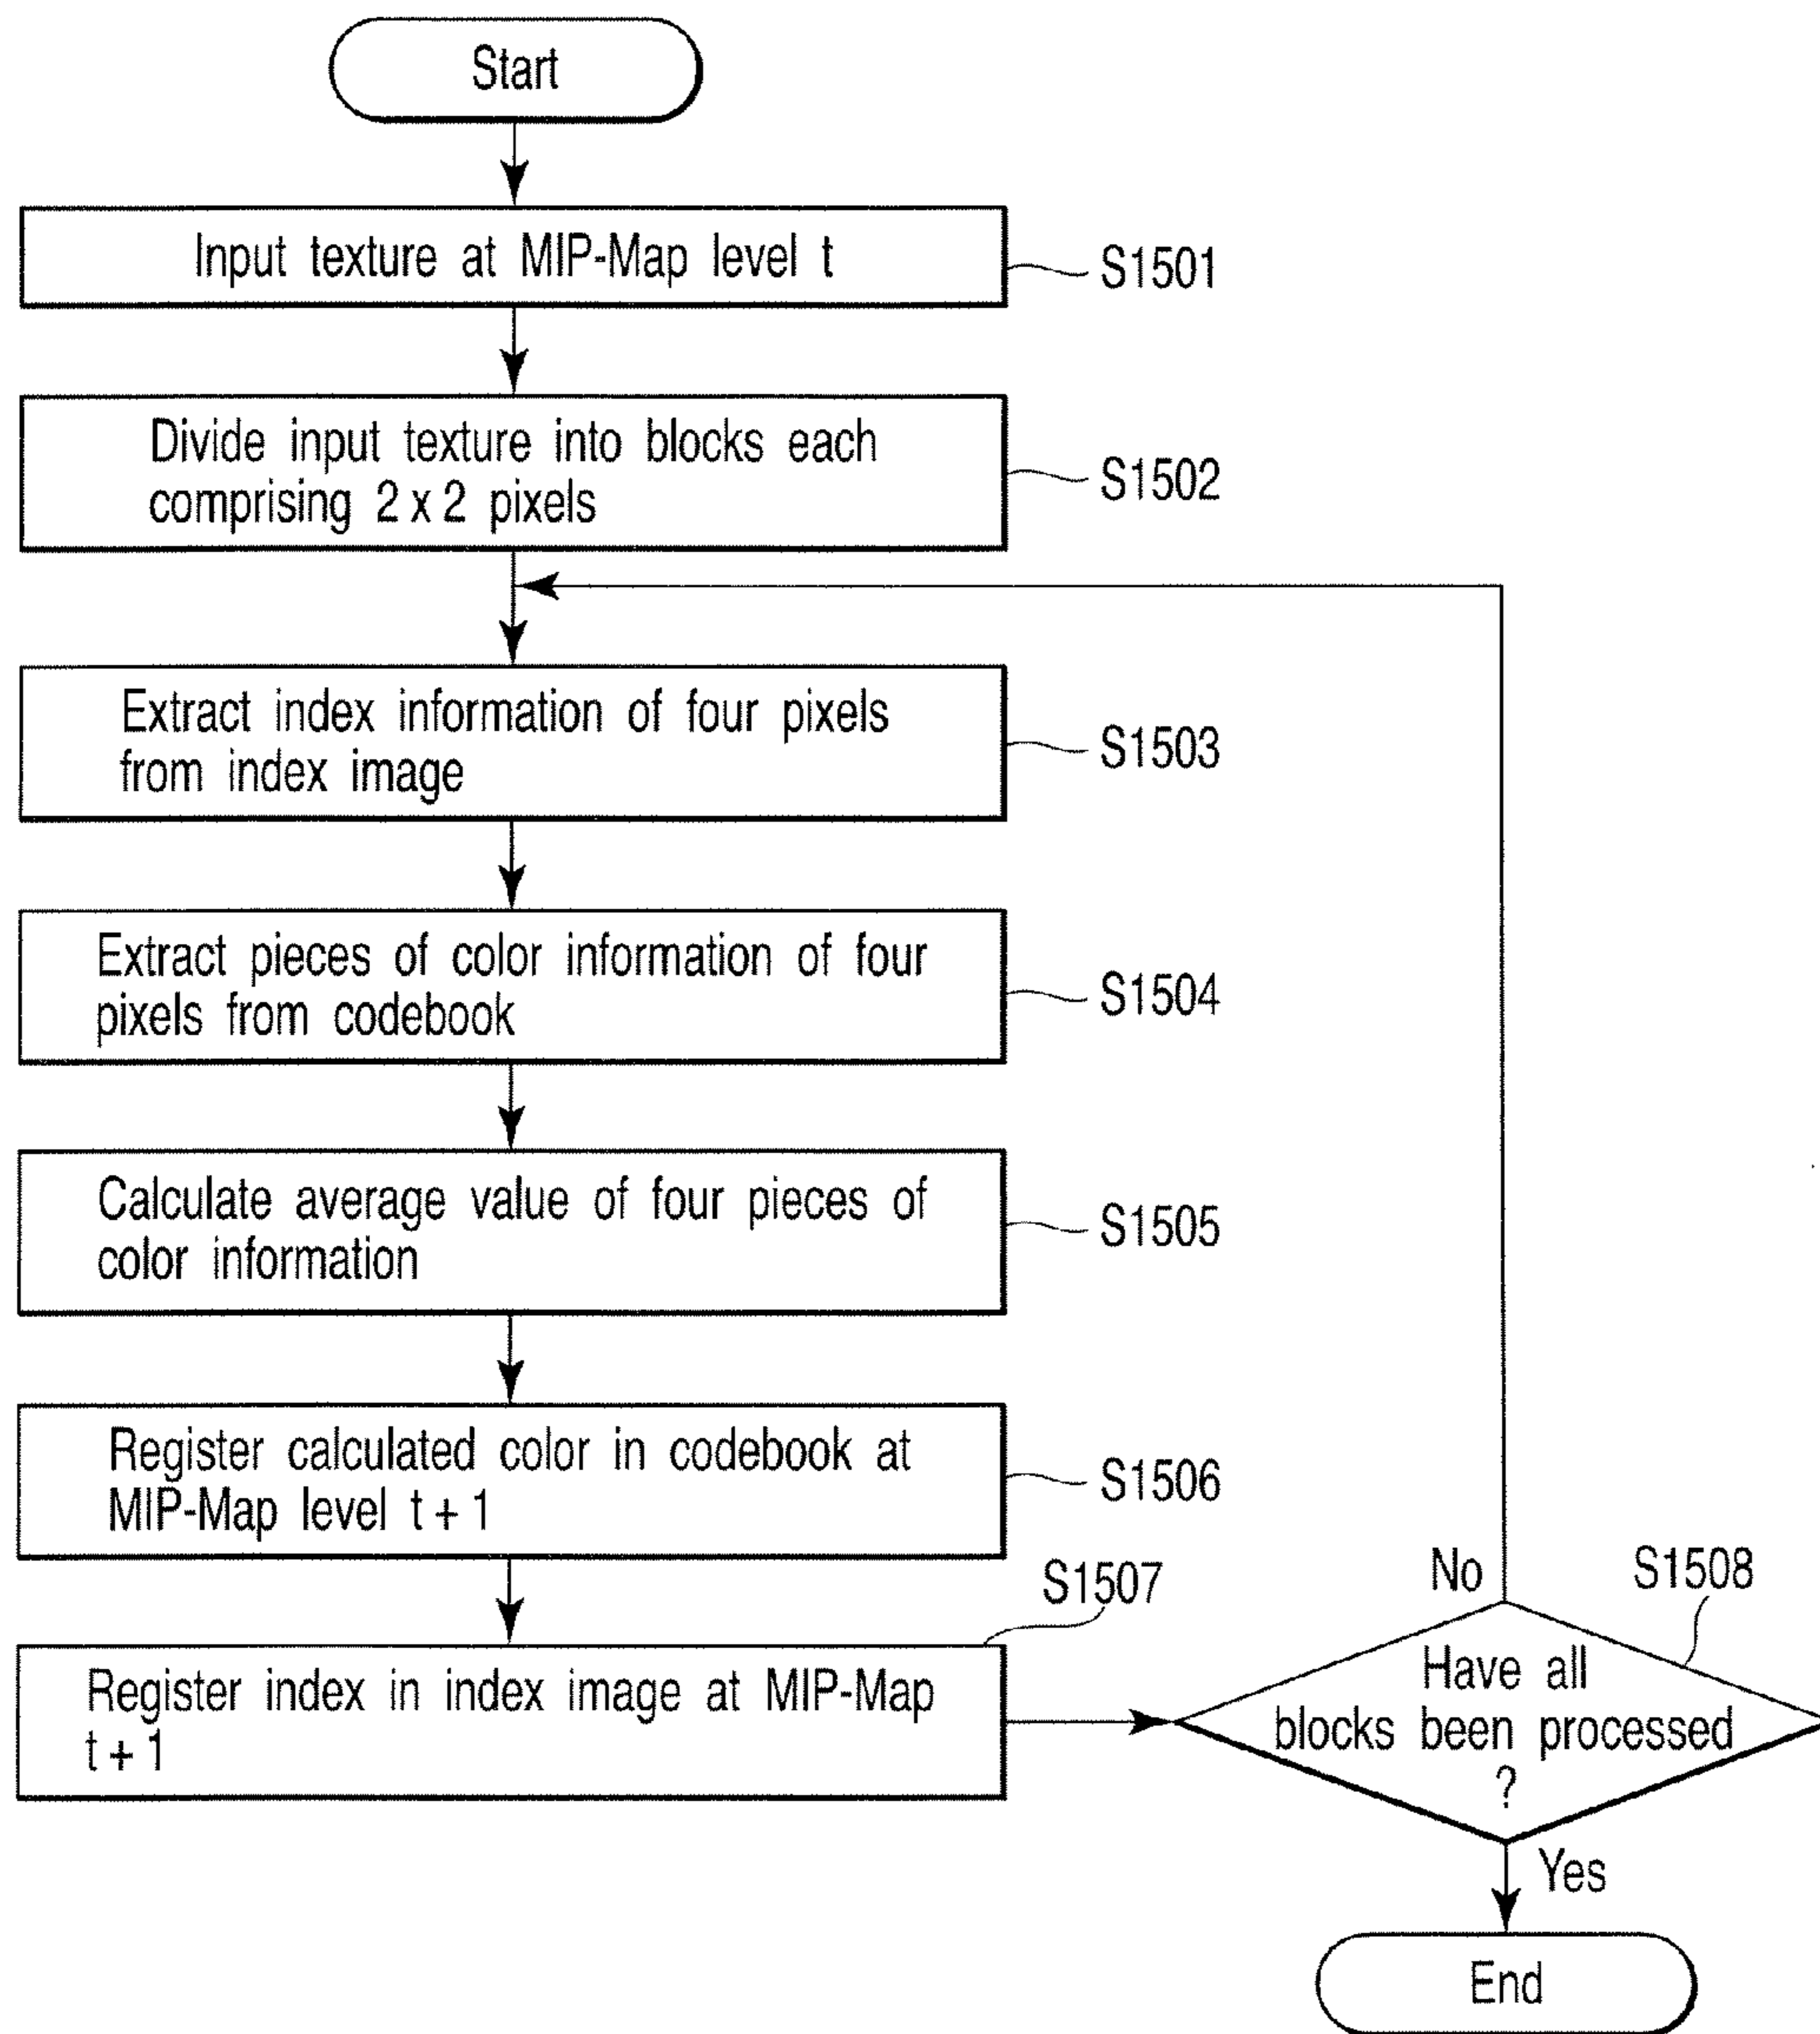 Start
Input texture at MIP-Map level t
S1501
Divide input texture into blocks each
comprising 2 x 2 pixels
S1502
Extract index information of four pixels
from index image
S1503
Extract pieces of color information of four
pixels from codebook
S1504
Calculate average value of four pieces of
color information
S1505
Register calculated color in codebook at
MIP-Map level t + 1
S1506
S1507
Register index in index image at MIP-Map
t + 1
No
S1508
Have all
blocks been processed
?
Yes
End